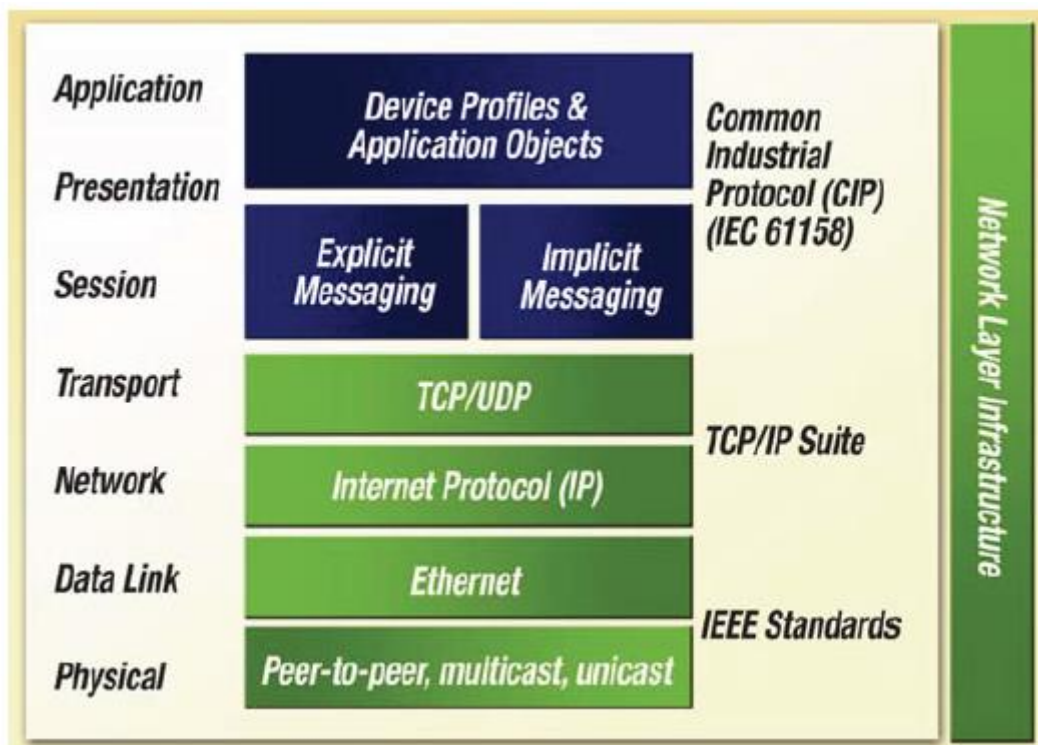 Application
Device Profiles &
Application Objects
Common
Industrial
Protocol (CIP)
(IEC 61158)
Presentation
Explicit
Messaging
Implicit
Messaging
Session
Transport
TCP/UDP
TCP/IP Suite
Network
Internet Protocol (IP)
Data Link
Ethernet
IEEE Standards
Physical
Peer-to-peer, multicast, unicast
Network Layer Infrastructure